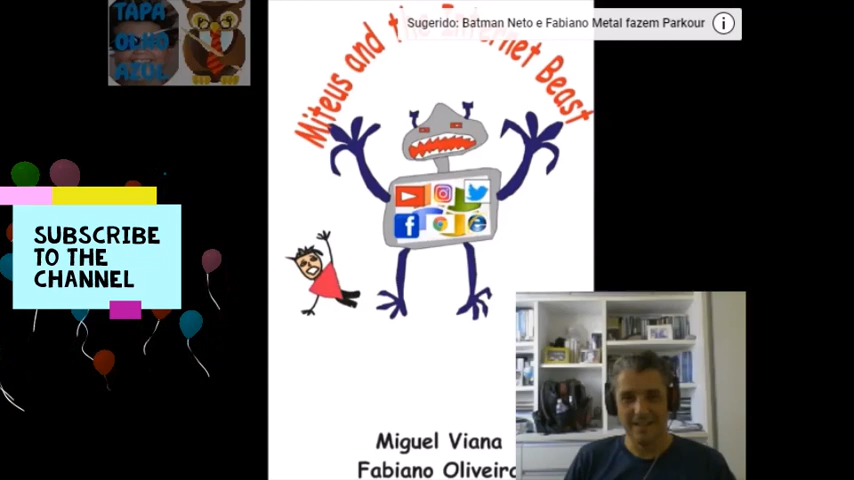 TAPA
OLHO
AZUL
Sugerido: Batman Neto e Fabiano Metal fazem Parkour
Miteus and the Internet Beast
SUBSCRIBE
TO THE
CHANNEL
Miguel Viana
Fabiano Oliveira